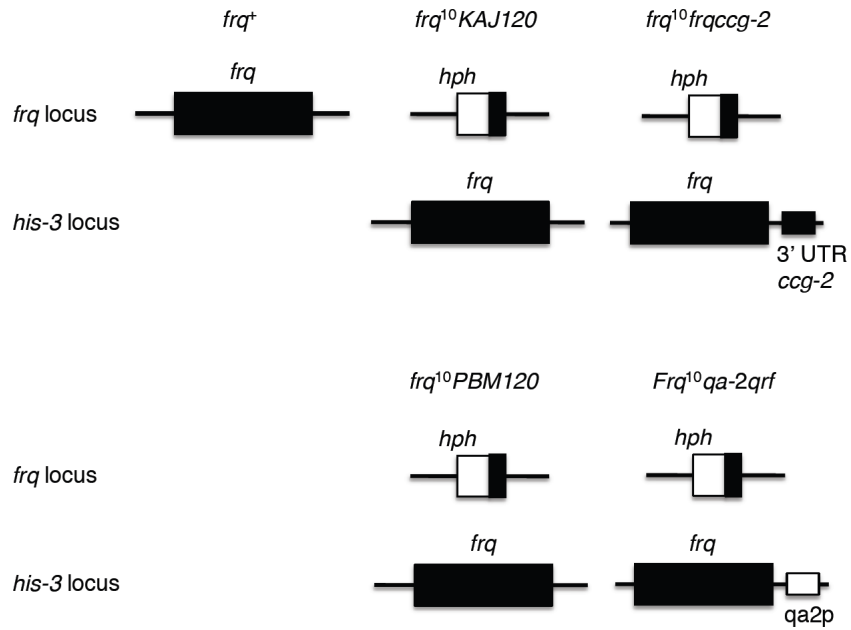 frq⁺ frq¹⁰KAJ120 frq¹⁰frqccg-2
frq hph hph
frq locus
frq frq
his-3 locus
3’ UTR
ccg-2
frq¹⁰PBM120 Frq¹⁰qa-2qrf
hph hph
frq locus
frq frq
his-3 locus
qa2p